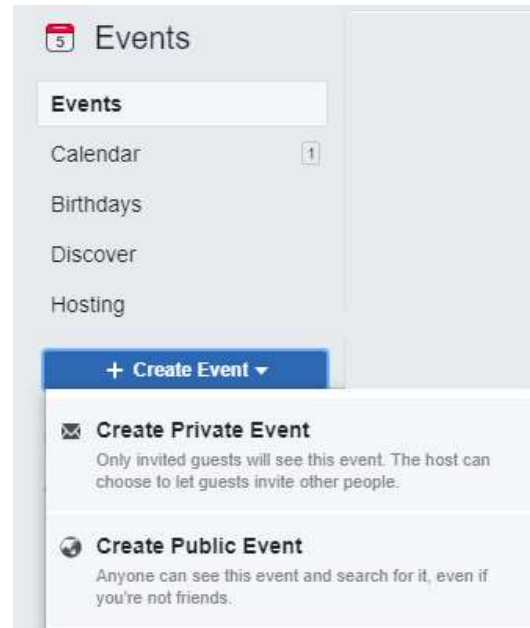 5 Events
Events
Calendar 1
Birthdays
Discover
Hosting
+ Create Event
Create Private Event
Only invited guests will see this event. The host can
choose to let guests invite other people.
Create Public Event
Anyone can see this event and search for it, even if
you're not friends.